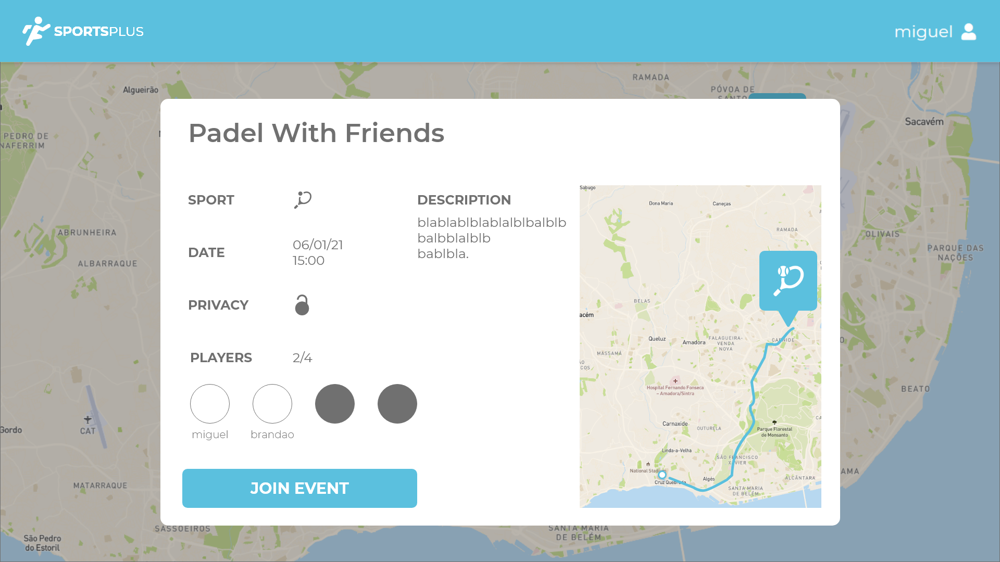 SPORTSPLUS
miguel
RAMADA
Algueirão
PÓVOA DE
Sacavém
PEDRO DE
NAFERRIM
ABRUNHEIRA
ALBARRAQUE
OLIVAIS
PARQUE DAS
NAÇÕES
BEATO
CAT
Gordo
MATARRAQUE
AMA
SASSOEIROS
São Pedro
do Estoril
SANTA MARIA
DE BELÉM
Padel With Friends
SPORT
DATE
06/01/21
15:00
PRIVACY
PLAYERS
2/4
miguel
brandao
JOIN EVENT
DESCRIPTION
blablablblablalblbalblb
balbblalblb
bablbla.
Sabugo
Dona Maria
Caneças
RAMADA
BELAS
acém
Queluz
Amadora
FALAGUEIRA-
VENDA
NOVA
CARNIDE
MASSAMÁ
ÃO
COS
Hospital Fernando Fonseca
– Amadora/Sintra
Carnaxide
OUTURELA
Parque Florestal
de Monsanto
CA
Linda-a-Velha
SÃO FRANCISCO
XAVIER
National Stadium
Cruz Quebrada
Algés
ALCÂNTARA
SANTA MARIA
DE BELÉM